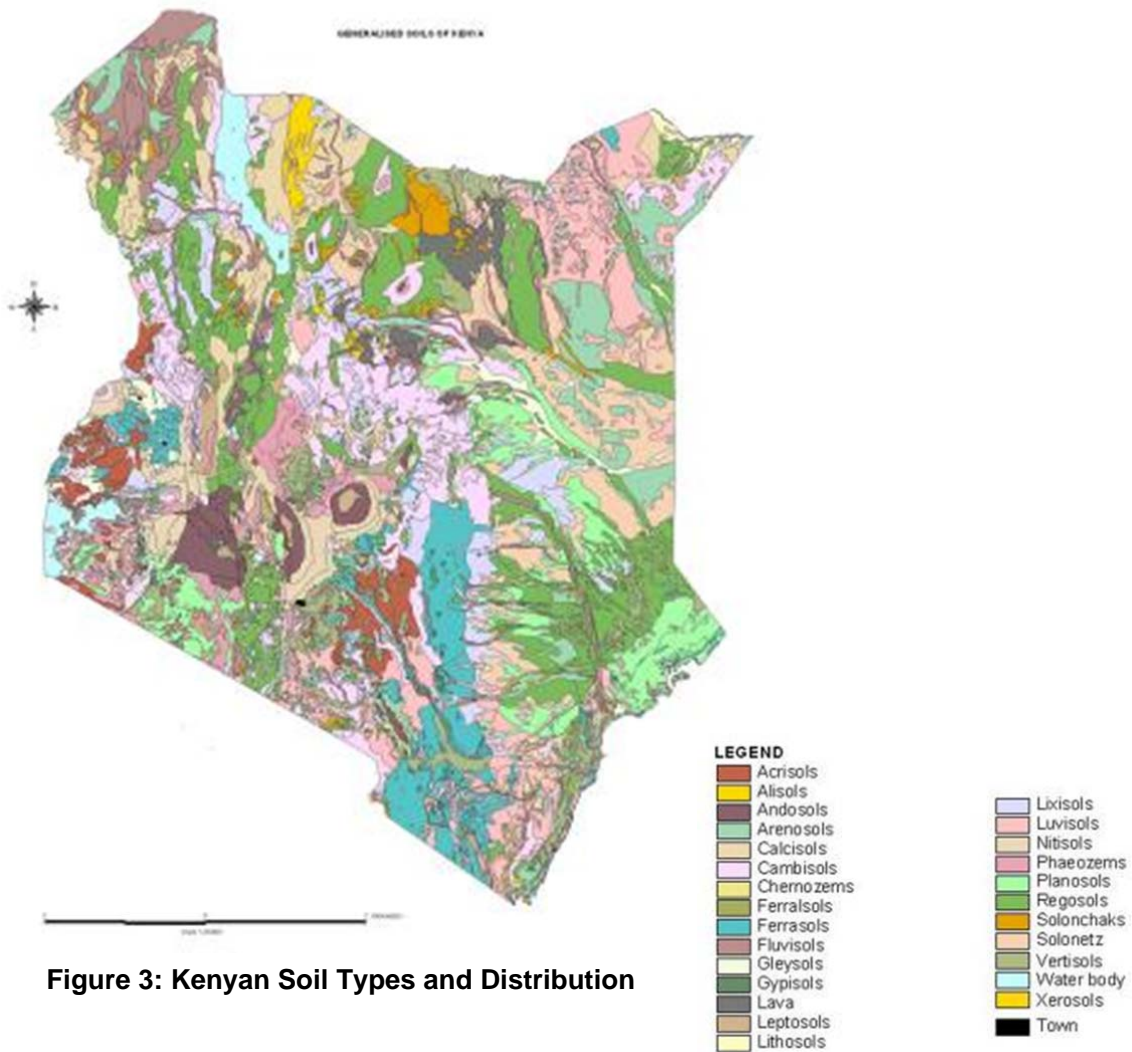 GENERALISED SOILS OF KENYA
LEGEND
Acrisols
Alisols
Andosols
Arenosols
Calcisols
Cambisols
Chernozems
Ferralsols
Ferrasols
Fluvisols
Gleysols
Gypisols
Lava
Leptosols
Lithosols
Lixisols
Luvisols
Nitisols
Phaeozems
Planosols
Regosols
Solonchaks
Solonetz
Vertisols
Water body
Xerosols
Town
Figure 3: Kenyan Soil Types and Distribution